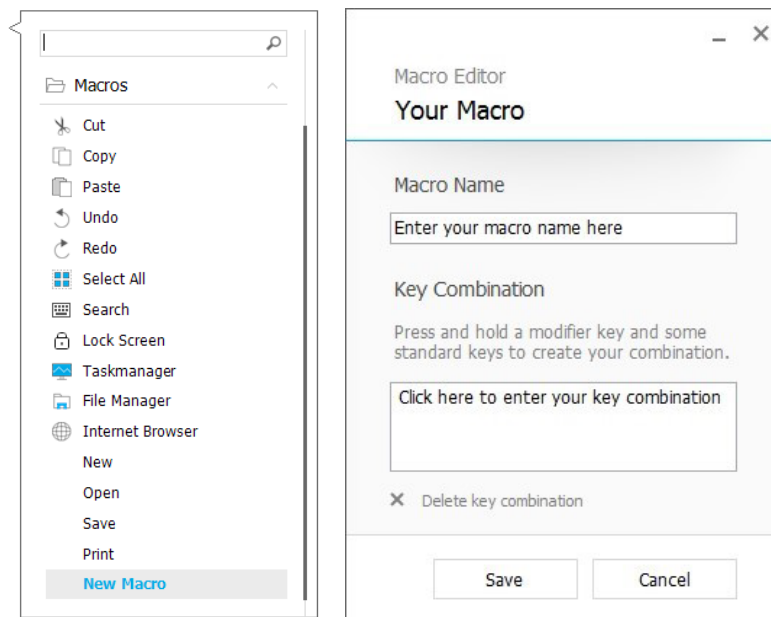 Macros
Cut
Copy
Paste
Undo
Redo
Select All
Search
Lock Screen
Taskmanager
File Manager
Internet Browser
New
Open
Save
Print
New Macro
Macro Editor
Your Macro
Macro Name
Enter your macro name here
Key Combination
Press and hold a modifier key and some
standard keys to create your combination.
Click here to enter your key combination
Delete key combination
Save
Cancel